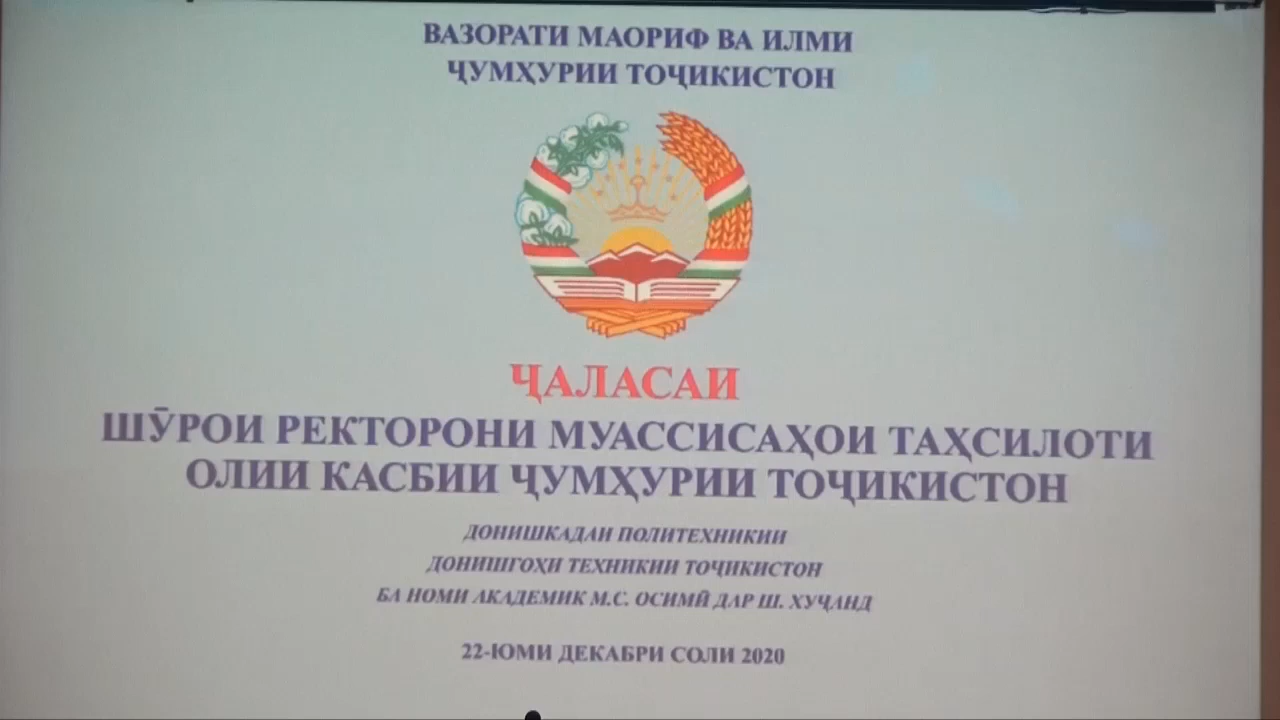 ВАЗОРАТИ МАОРИФ ВА ИЛМИ
ҶУМҲУРИИ ТОҶИКИСТОН
ҶАЛАСАИ
ШӮРОИ РЕКТОРОНИ МУАССИСАҲОИ ТАҲСИЛОТИ
ОЛИИ КАСБИИ ҶУМҲУРИИ ТОҶИКИСТОН
ДОНИШКАДАИ ПОЛИТЕХНИКИИ
ДОНИШГОҲИ ТЕХНИКИИ ТОҶИКИСТОН
БА НОМИ АКАДЕМИК М.С. ОСИМӢ ДАР Ш. ХУҶАНД
22-ЮМИ ДЕКАБРИ СОЛИ 2020